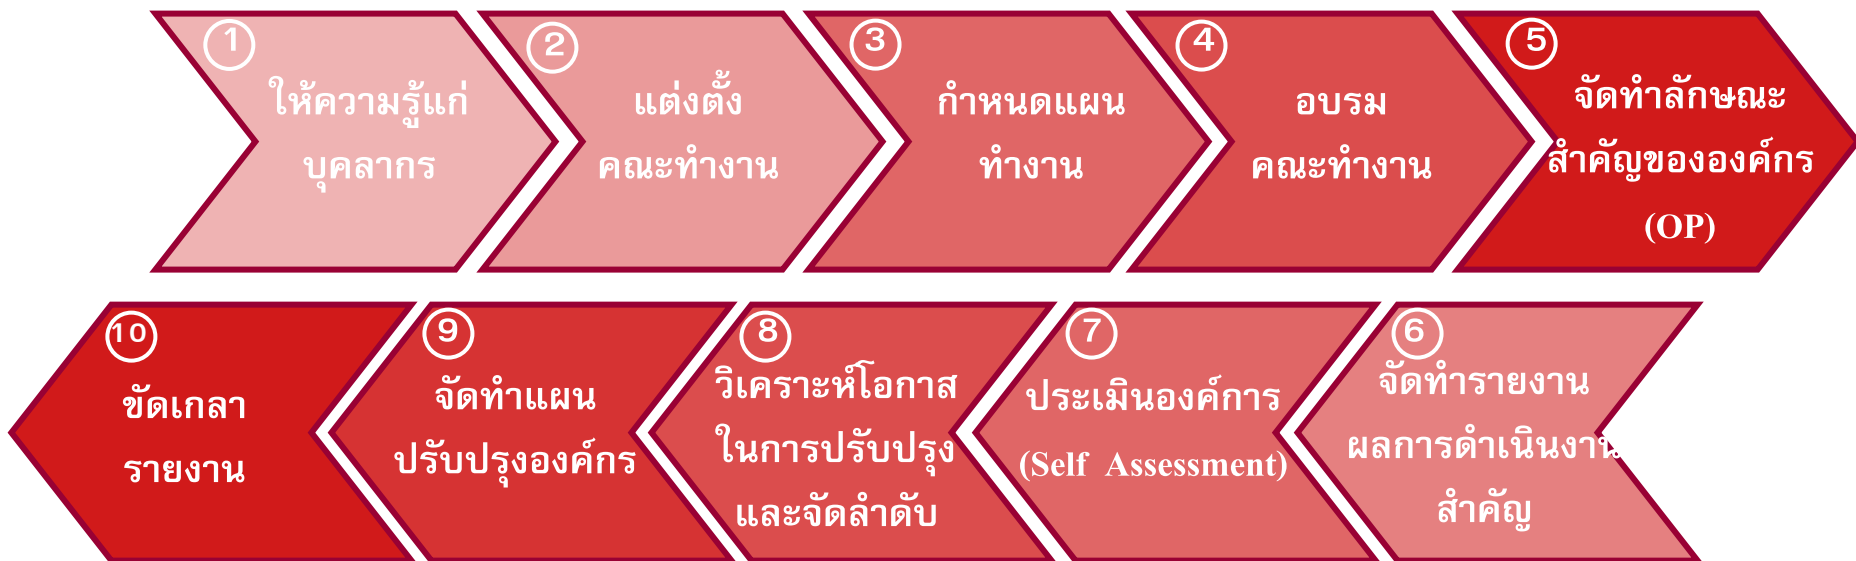 1
ให้ความรู้แก่
บุคลากร
2
แต่งตั้ง
คณะทำงาน
3
กำหนดแผน
ทำงาน
4
อบรม
คณะทำงาน
5
จัดทำลักษณะ
สำคัญขององค์กร
(OP)
6
จัดทำรายงาน
ผลการดำเนินงาน
สำคัญ
7
ประเมินองค์การ
(Self Assessment)
8
วิเคราะห์โอกาส
ในการปรับปรุง
และจัดลำดับ
9
จัดทำแผน
ปรับปรุงองค์กร
10
ขัดเกลา
รายงาน